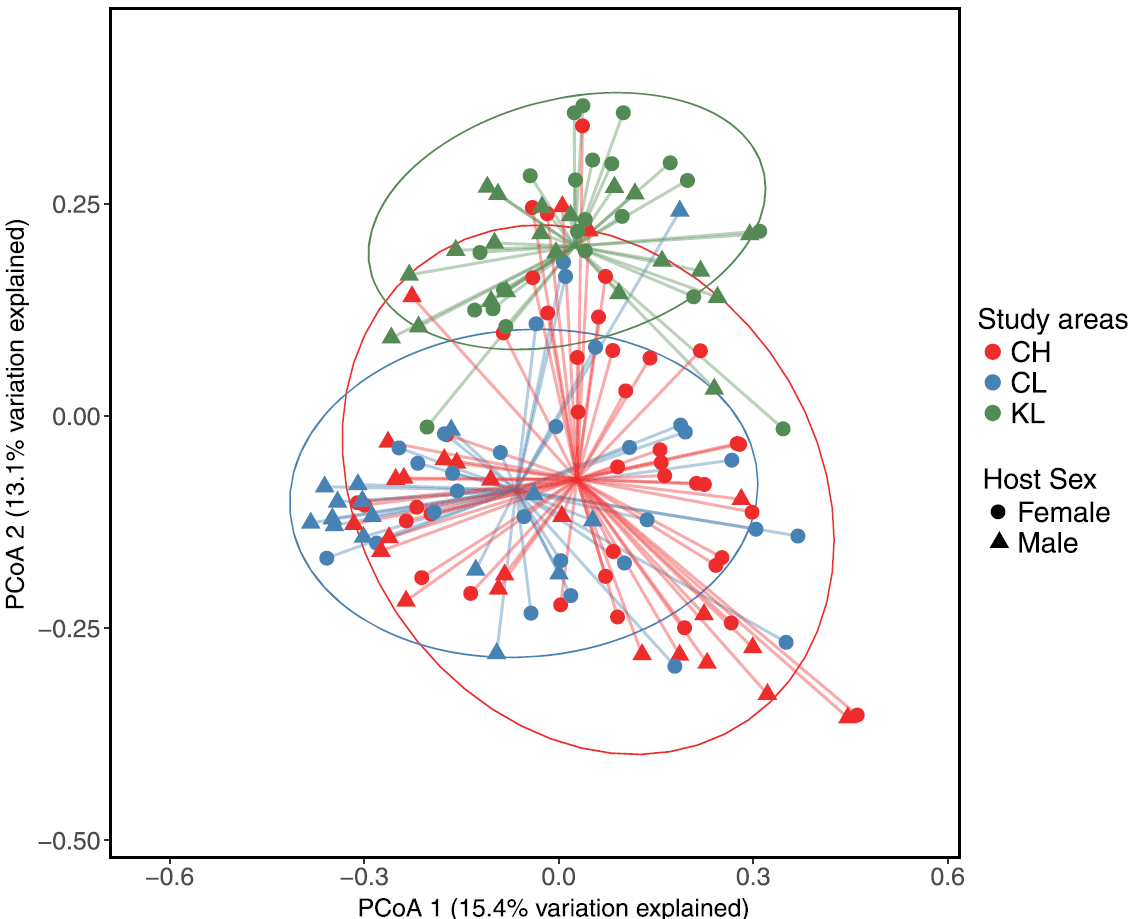 0.25
0.00
−0.25
−0.50
PCoA 2 (13.1% variation explained)
−0.6
−0.3
0.0
0.3
0.6
PCoA 1 (15.4% variation explained)
Study areas
CH
CL
KL
Host Sex
Female
Male